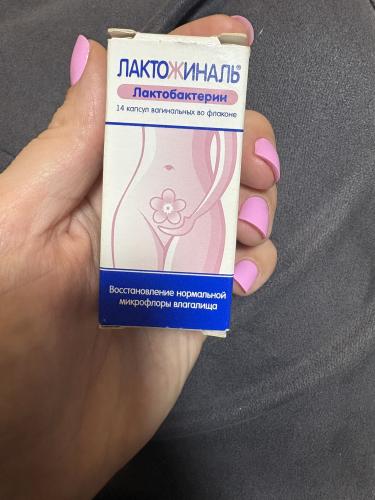 ЛАКТОЖИНАЛЬ®
Лактобактерии
14 капсул вагинальных во флаконе
Восстановление нормальной
микрофлоры влагалища